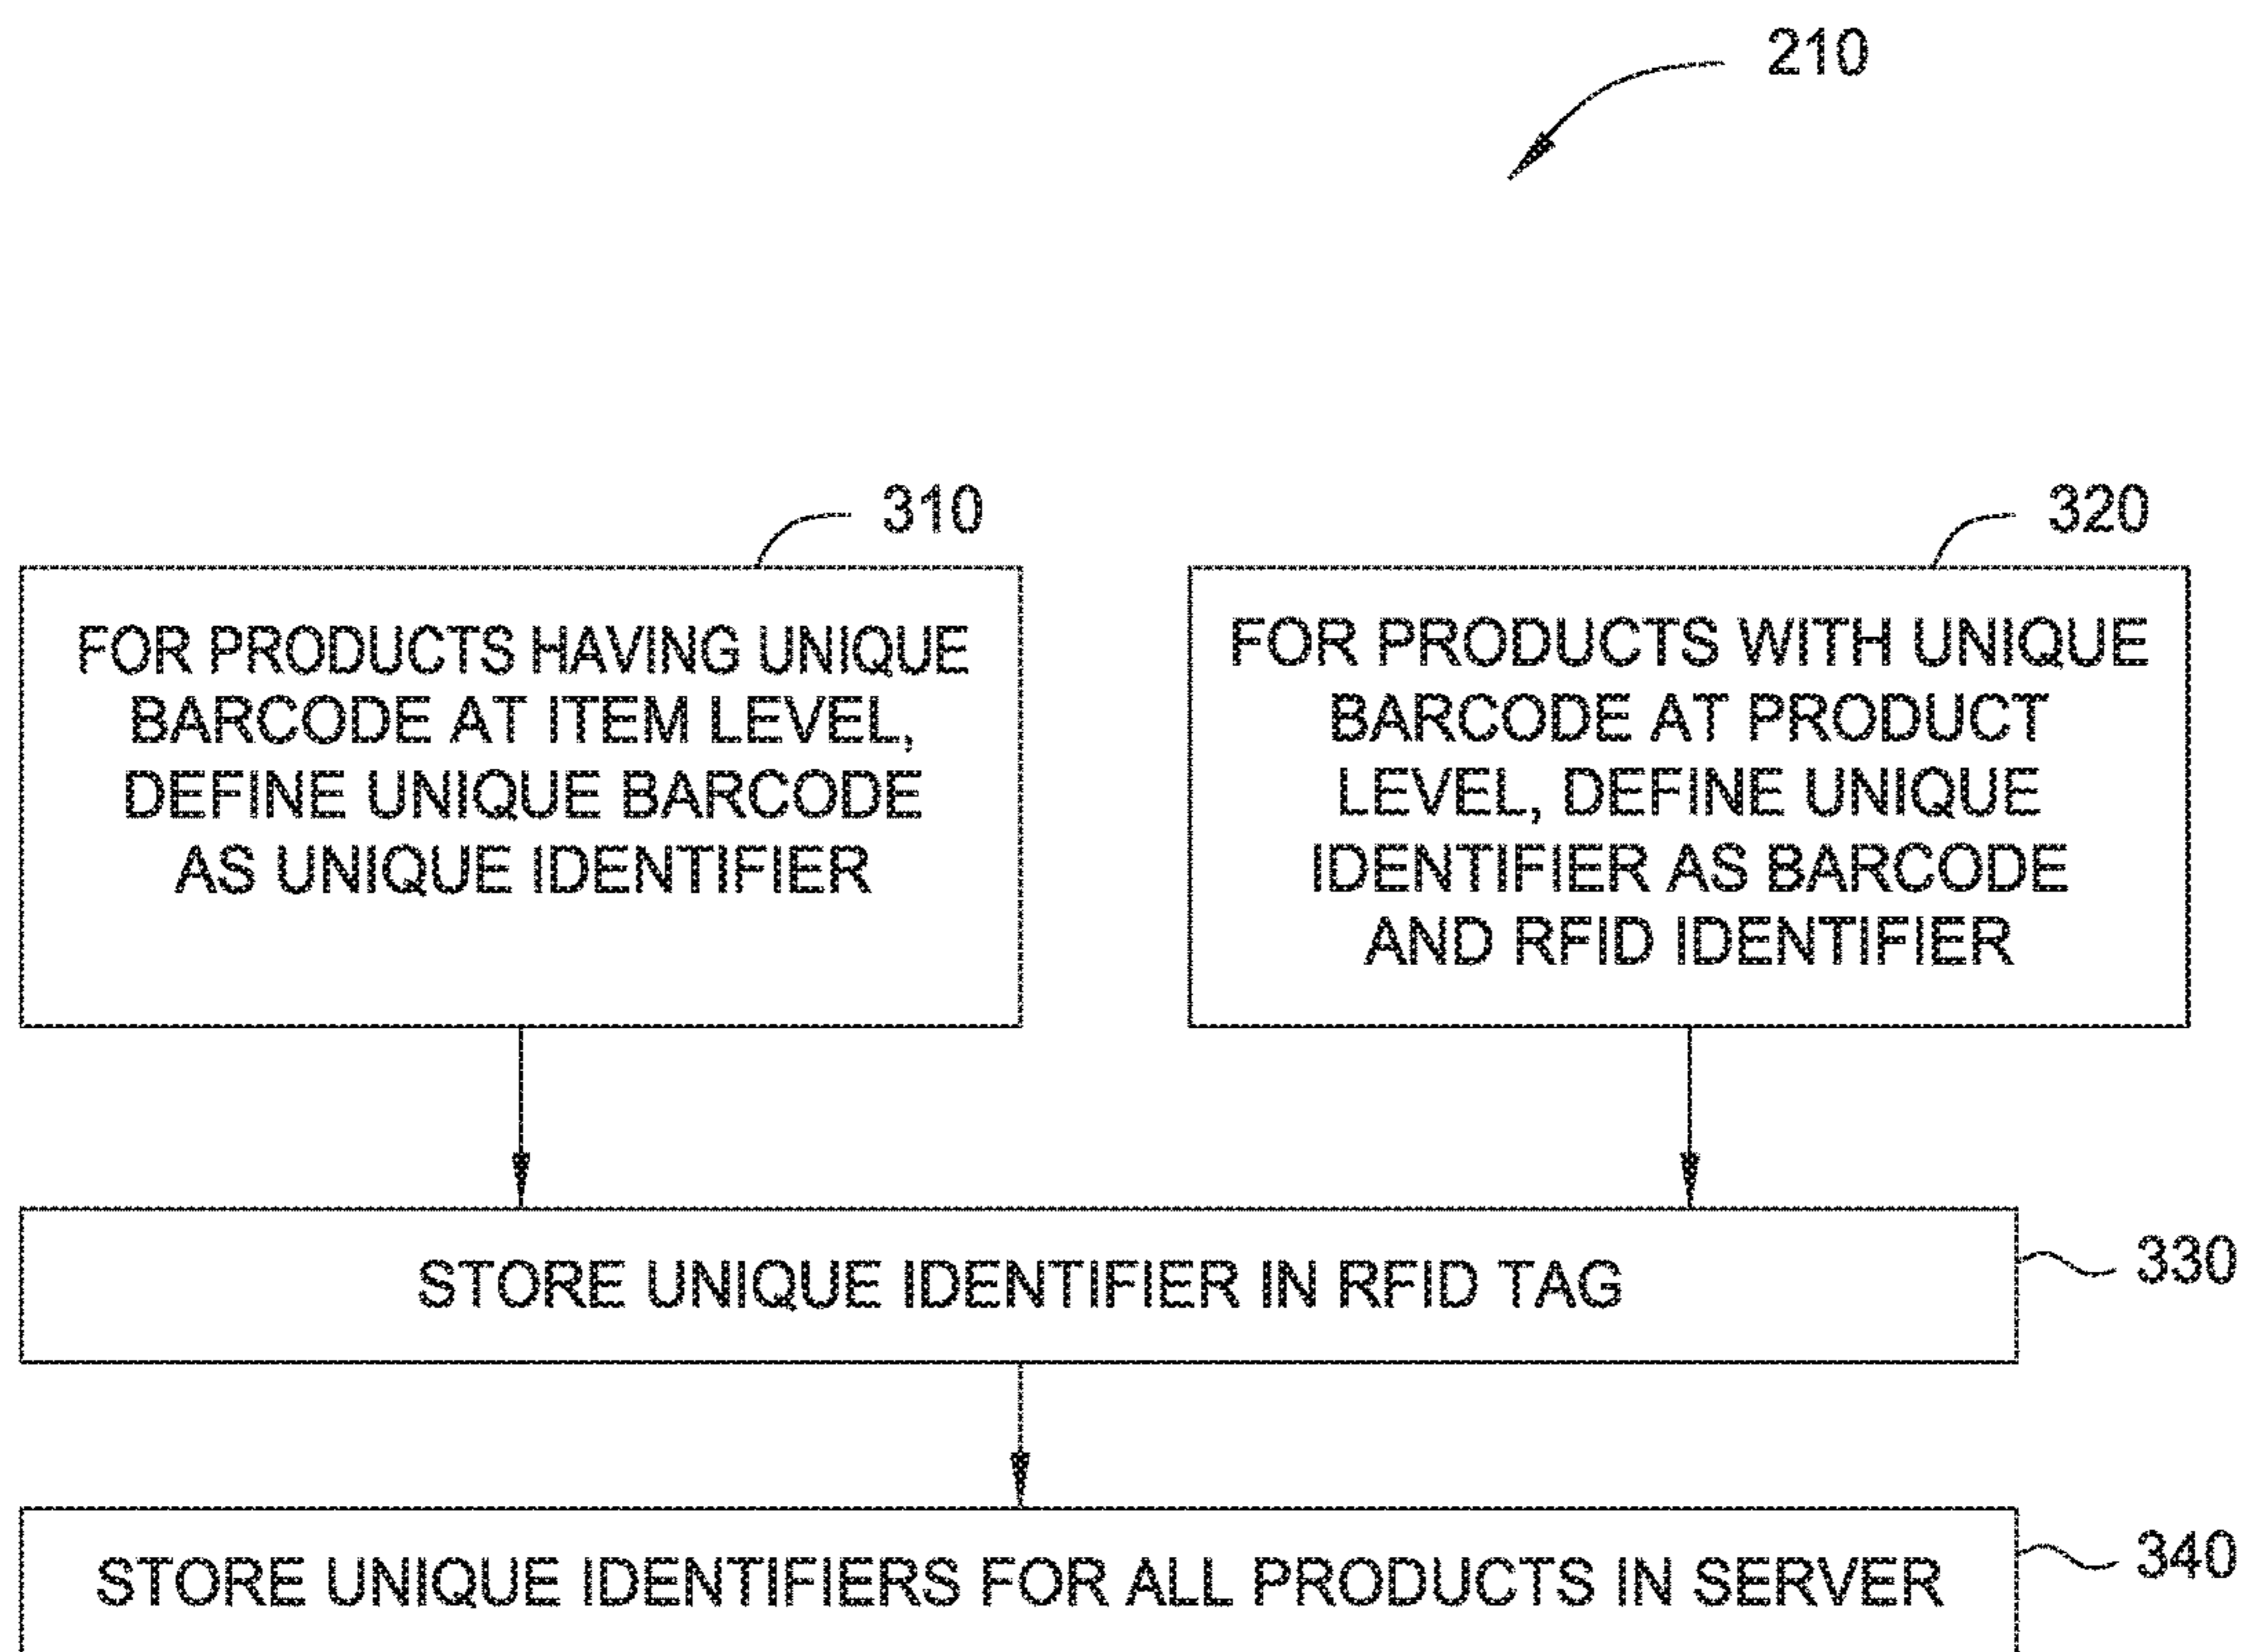 210
310
FOR PRODUCTS HAVING UNIQUE
BARCODE AT ITEM LEVEL,
DEFINE UNIQUE BARCODE
AS UNIQUE IDENTIFIER
320
FOR PRODUCTS WITH UNIQUE
BARCODE AT PRODUCT
LEVEL, DEFINE UNIQUE
IDENTIFIER AS BARCODE
AND RFID IDENTIFIER
STORE UNIQUE IDENTIFIER IN RFID TAG
330
STORE UNIQUE IDENTIFIERS FOR ALL PRODUCTS IN SERVER
340